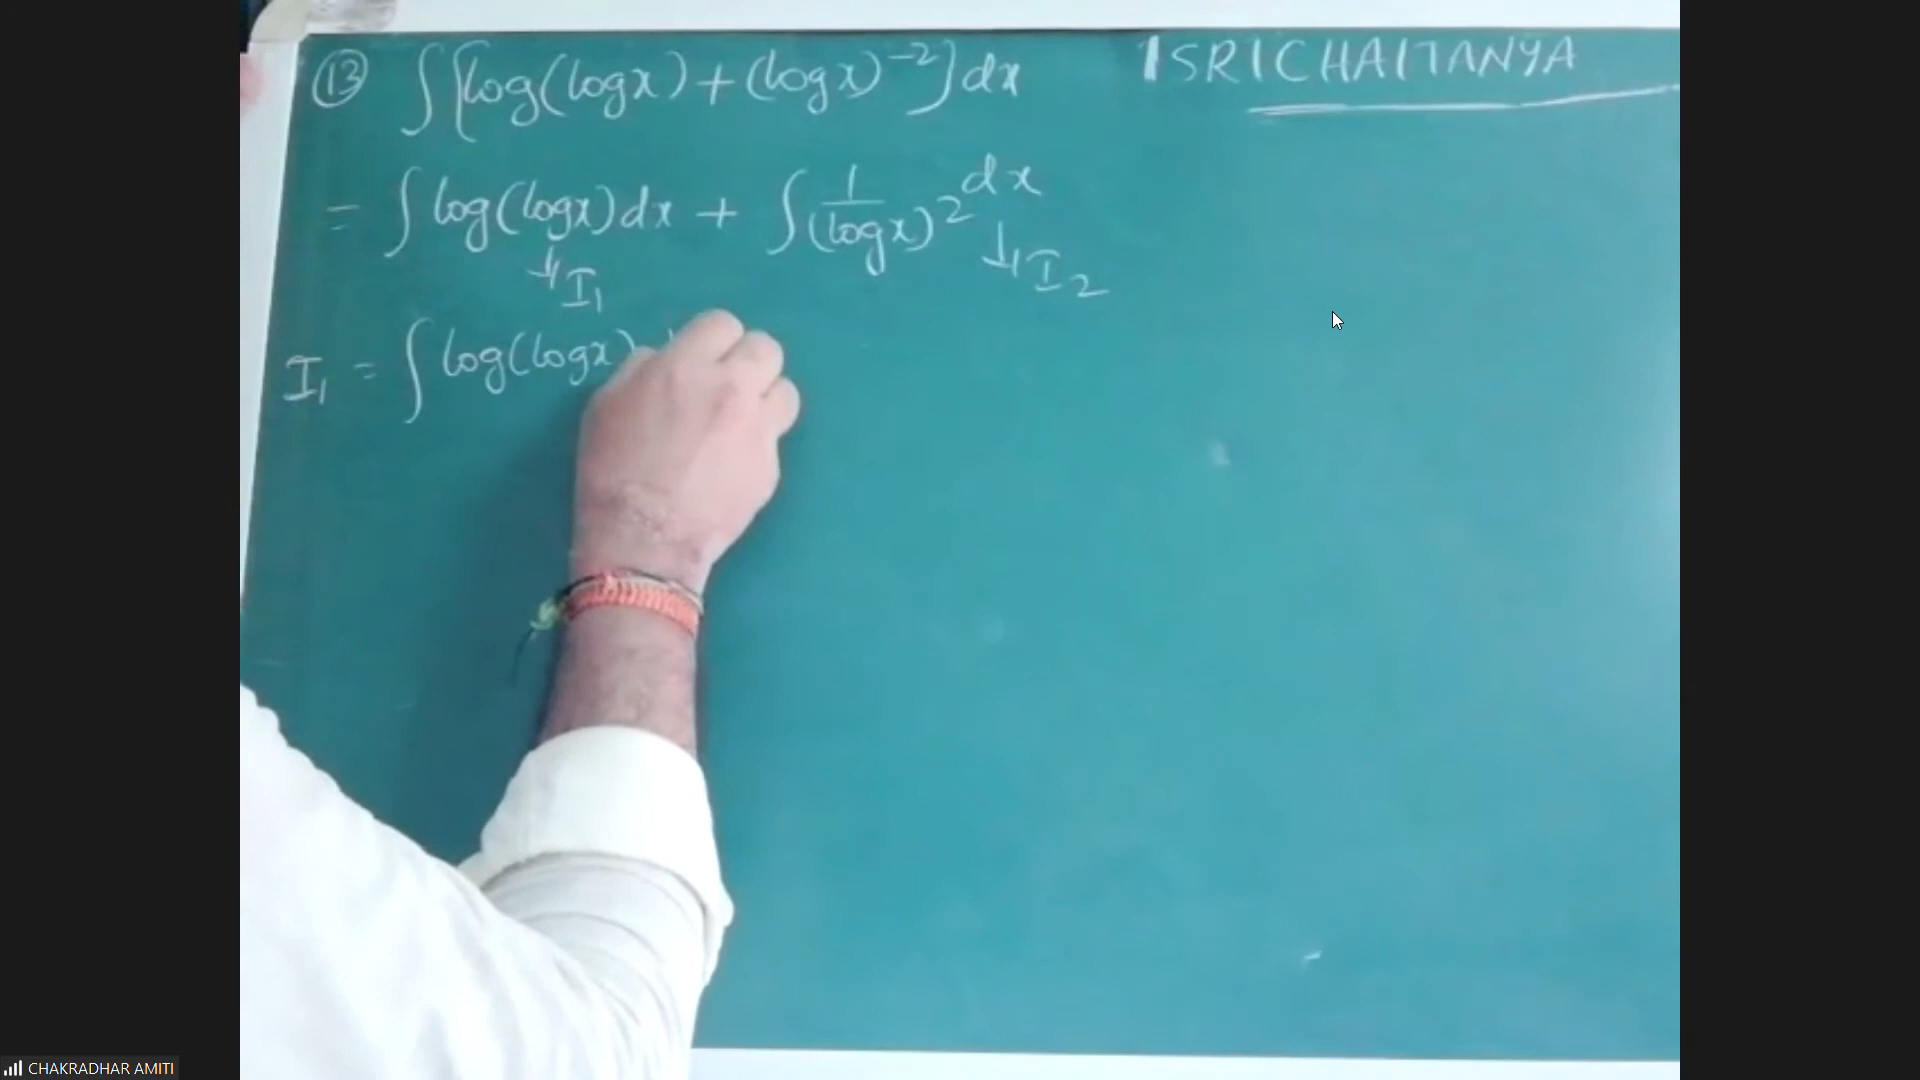 ⑬ ∫[log(logx)+(logx)⁻²]dx
ISRICHAITANYA
= ∫ log(logx)dx + ∫ 1/(logx)² dx
I₁
I₂
I₁ = ∫ log(logx)
CHAKRADHAR AMITI